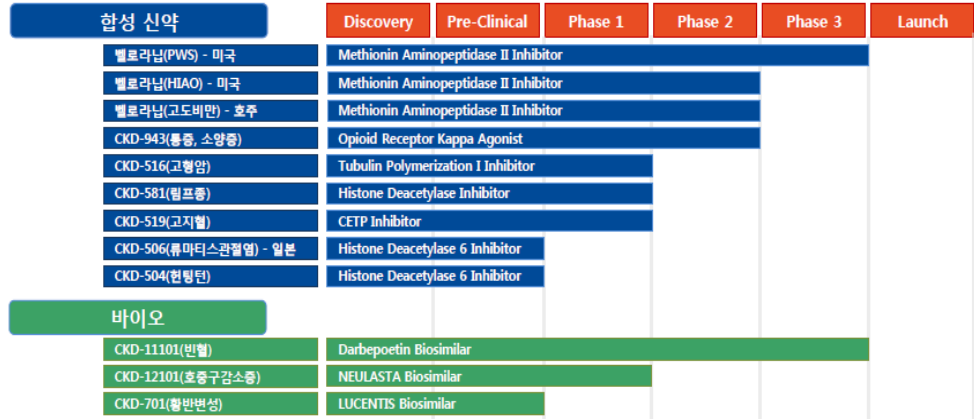 합성 신약 Discovery Pre-Clinical Phase 1 Phase 2 Phase 3 Launch
벨로라닙(PWS) - 미국 Methionin Aminopeptidase II Inhibitor
벨로라닙(HIAO) - 미국 Methionin Aminopeptidase II Inhibitor
벨로라닙(고도비만) - 호주 Methionin Aminopeptidase II Inhibitor
CKD-943(통증, 소양증) Opioid Receptor Kappa Agonist
CKD-516(고형암) Tubulin Polymerization I Inhibitor
CKD-581(림프종) Histone Deacetylase Inhibitor
CKD-519(고지혈) CETP Inhibitor
CKD-506(류마티스관절염) - 일본 Histone Deacetylase 6 Inhibitor
CKD-504(헌팅턴) Histone Deacetylase 6 Inhibitor
바이오
CKD-11101(빈혈) Darbepoetin Biosimilar
CKD-12101(호중구감소증) NEULASTA Biosimilar
CKD-701(황반변성) LUCENTIS Biosimilar